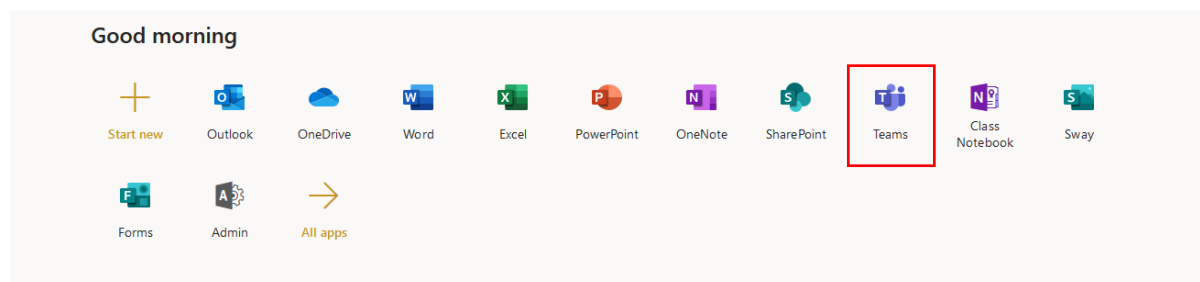 Good morning
Start new Outlook OneDrive Word Excel PowerPoint OneNote SharePoint Teams Class Notebook Sway
Forms Admin All apps